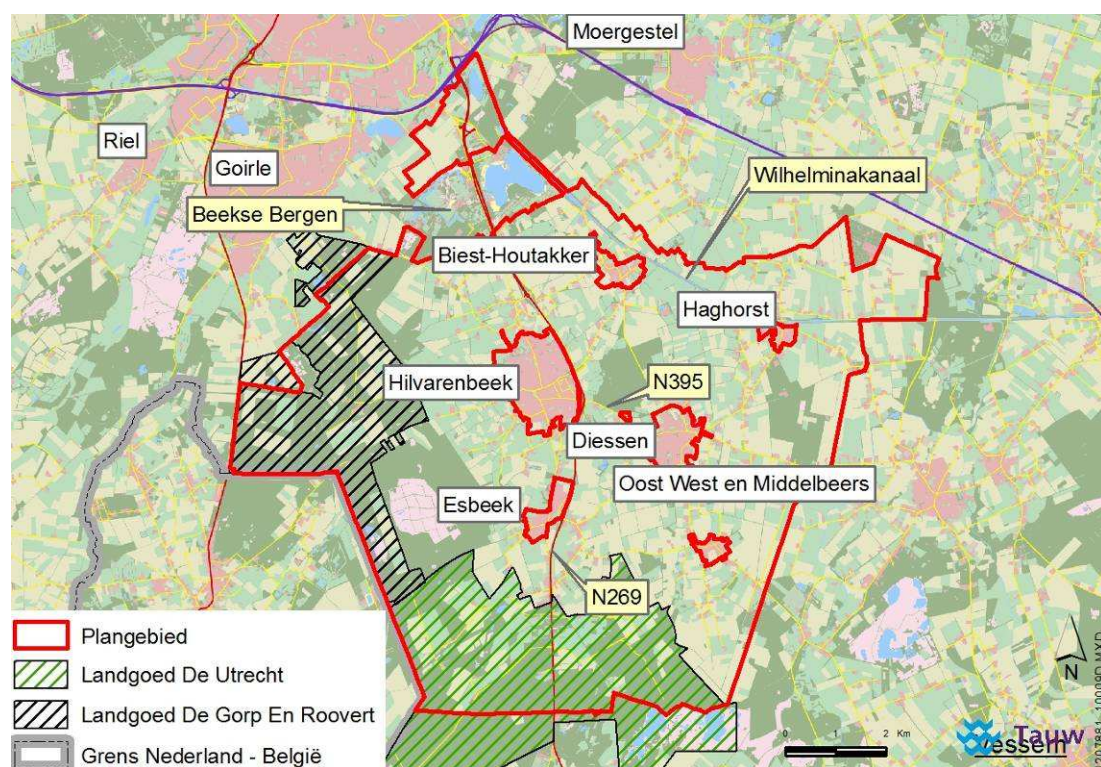 Moergestel
Riel
Goirle
Wilhelminakanaal
Beekse Bergen
Biest-Houtakker
Haghorst
Hilvarenbeek
N395
Diessen
Oost West en Middelbeers
Esbeek
N269
Plangebied
Landgoed De Utrecht
Landgoed De Gorp En Roovert
Grens Nederland - België
0 1 2 Km
N
Tauw
Vessem